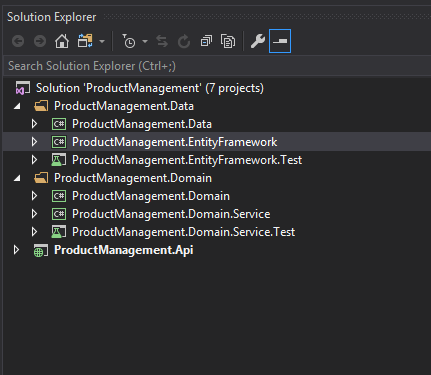 Solution Explorer
Search Solution Explorer (Ctrl+;)
Solution 'ProductManagement' (7 projects)
ProductManagement.Data
C# ProductManagement.Data
C# ProductManagement.EntityFramework
ProductManagement.EntityFramework.Test
ProductManagement.Domain
C# ProductManagement.Domain
C# ProductManagement.Domain.Service
ProductManagement.Domain.Service.Test
ProductManagement.Api